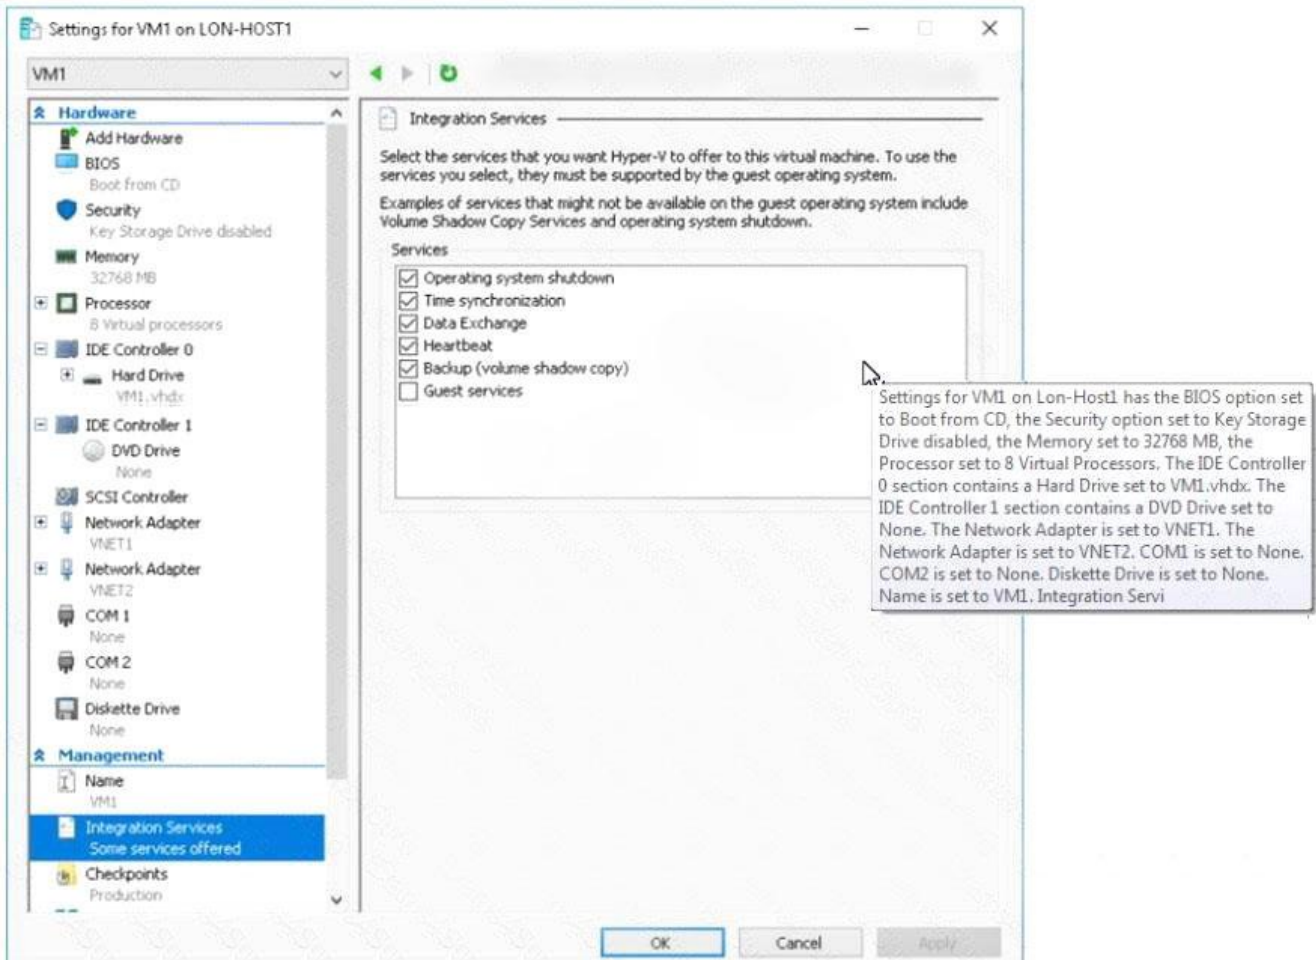 Settings for VM1 on LON-HOST1
VM1
Hardware
Add Hardware
BIOS
Boot from CD
Security
Key Storage Drive disabled
Memory
32768 MB
Processor
8 Virtual processors
IDE Controller 0
Hard Drive
VM1.vhdx
IDE Controller 1
DVD Drive
None
SCSI Controller
Network Adapter
VNET1
Network Adapter
VNET2
COM 1
None
COM 2
None
Diskette Drive
None
Management
Name
VM1
Integration Services
Some services offered
Checkpoints
Production
Integration Services
Select the services that you want Hyper-V to offer to this virtual machine. To use the
services you select, they must be supported by the guest operating system.
Examples of services that might not be available on the guest operating system include
Volume Shadow Copy Services and operating system shutdown.
Services
Operating system shutdown
Time synchronization
Data Exchange
Heartbeat
Backup (volume shadow copy)
Guest services
Settings for VM1 on Lon-Host1 has the BIOS option set
to Boot from CD, the Security option set to Key Storage
Drive disabled, the Memory set to 32768 MB, the
Processor set to 8 Virtual Processors. The IDE Controller
0 section contains a Hard Drive set to VM1.vhdx. The
IDE Controller 1 section contains a DVD Drive set to
None. The Network Adapter is set to VNET1. The
Network Adapter is set to VNET2. COM1 is set to None.
COM2 is set to None. Diskette Drive is set to None.
Name is set to VM1. Integration Servi
OK
Cancel
Apply